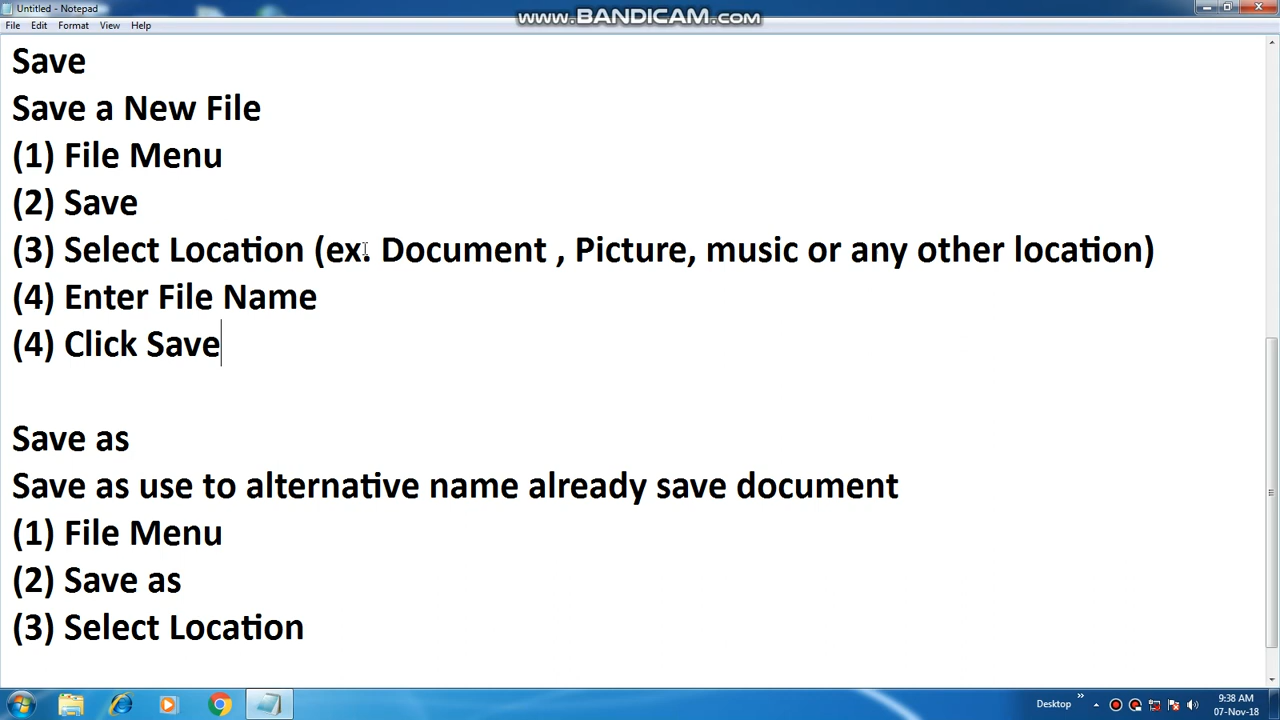 Untitled - Notepad
www.BANDICAM.com
File Edit Format View Help
Save
Save a New File
(1) File Menu
(2) Save
(3) Select Location (ex. Document , Picture, music or any other location)
(4) Enter File Name
(4) Click Save
Save as
Save as use to alternative name already save document
(1) File Menu
(2) Save as
(3) Select Location
Desktop
9:38 AM
07-Nov-18